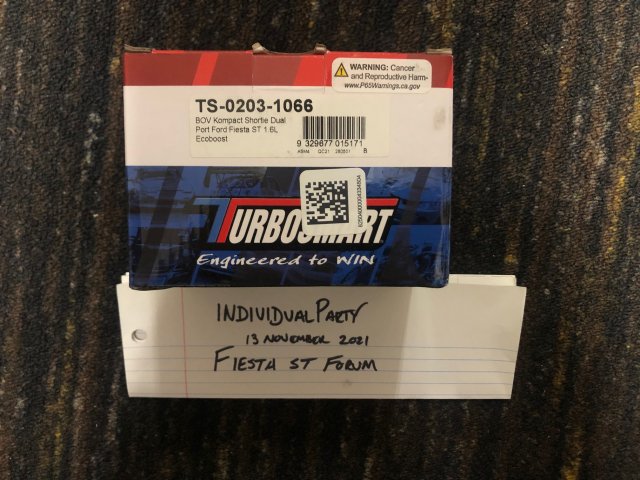 WARNING: Cancer
and Reproductive Harm-
www.P65Warnings.ca.gov
TS-0203-1066
BOV Kompact Shortie Dual
Port Ford Fiesta ST 1.6L
Ecoboost
9 329677 015171
QC21 B
TURBOSMART
Engineered to WIN
INDIVIDUAL PARTY
13 NOVEMBER 2021
FIESTA ST FORUM